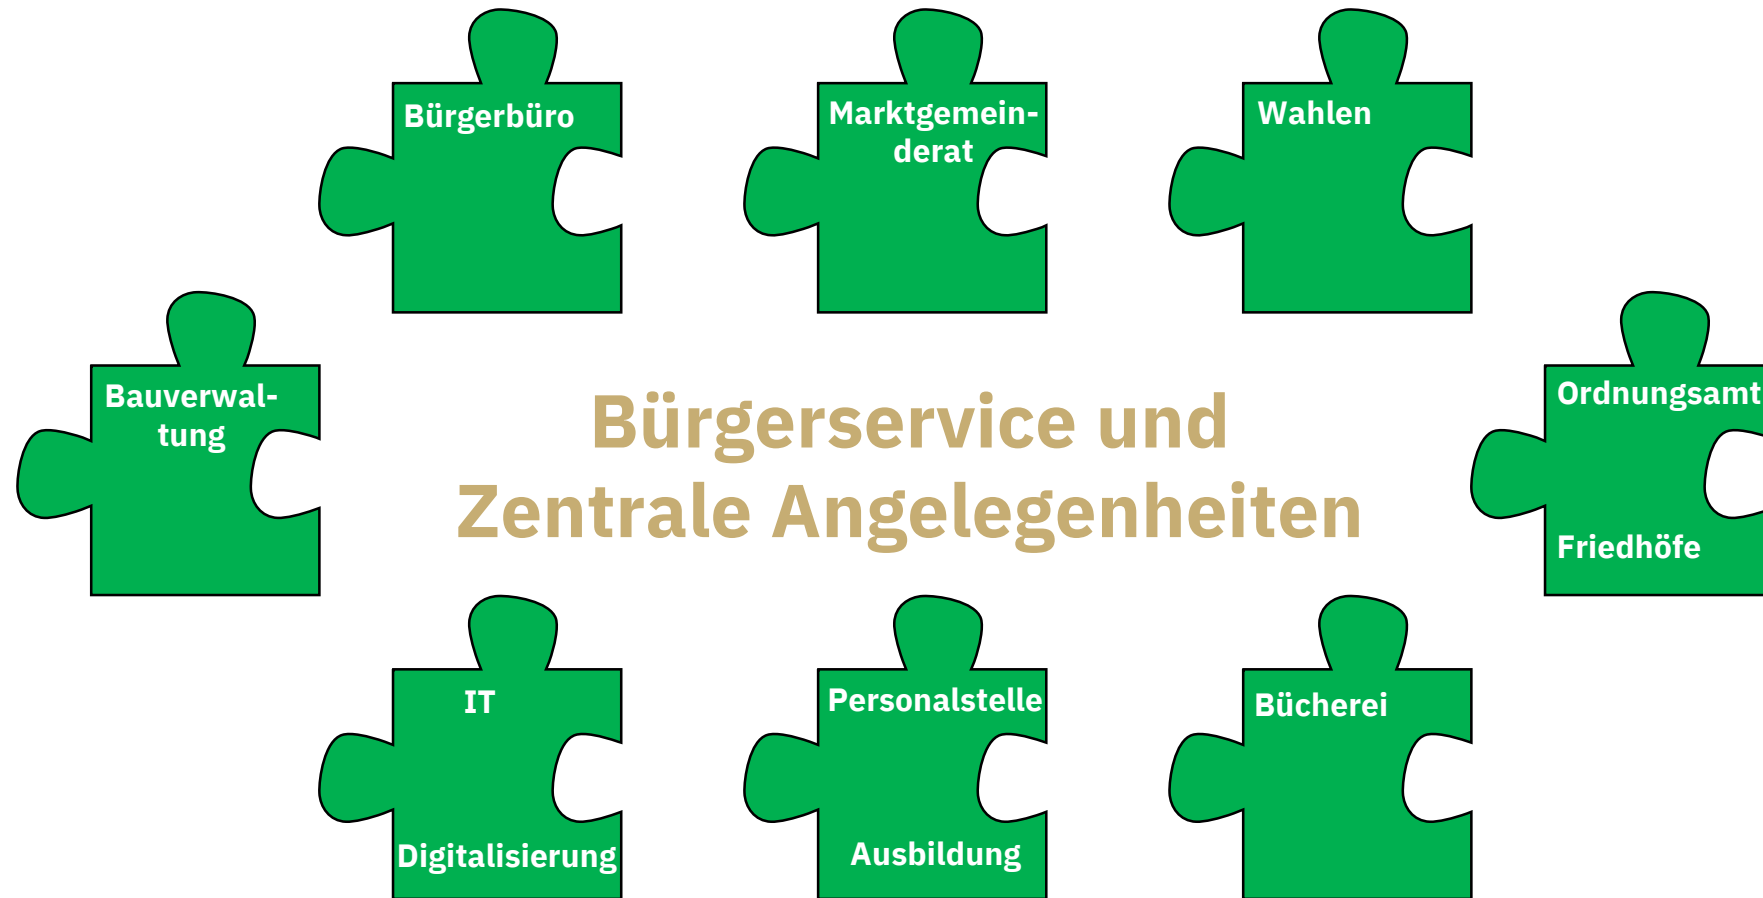 Bürgerbüro
Marktgemein-
derat
Wahlen
Bauverwal-
tung
Bürgerservice und
Zentrale Angelegenheiten
Ordnungsamt
Friedhöfe
IT
Digitalisierung
Personalstelle
Ausbildung
Bücherei